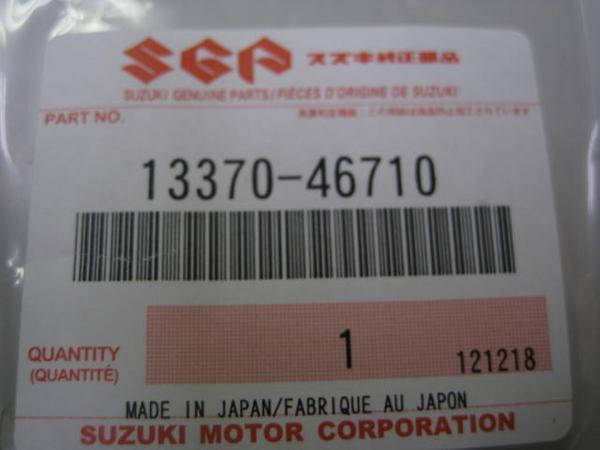 SGP スズキ純正部品
SUZUKI GENUINE PARTS/PIÈCES D'ORIGINE DE SUZUKI
PART NO.
13370-46710
QUANTITY
(QUANTITÉ)
1
121218
MADE IN JAPAN/FABRIQUE AU JAPON
SUZUKI MOTOR CORPORATION